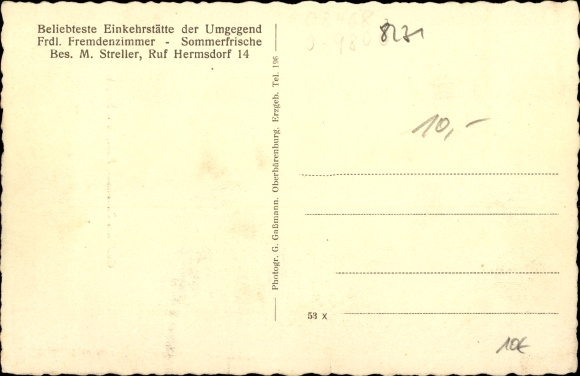 Beliebteste Einkehrstätte der Umgegend
Frdl. Fremdenzimmer - Sommerfrische
Bes. M. Streller, Ruf Hermsdorf 14
Photogr. G. Gaßmann, Oberbärenburg, Erzgeb. Tel. 196
10,-
53 x
10€